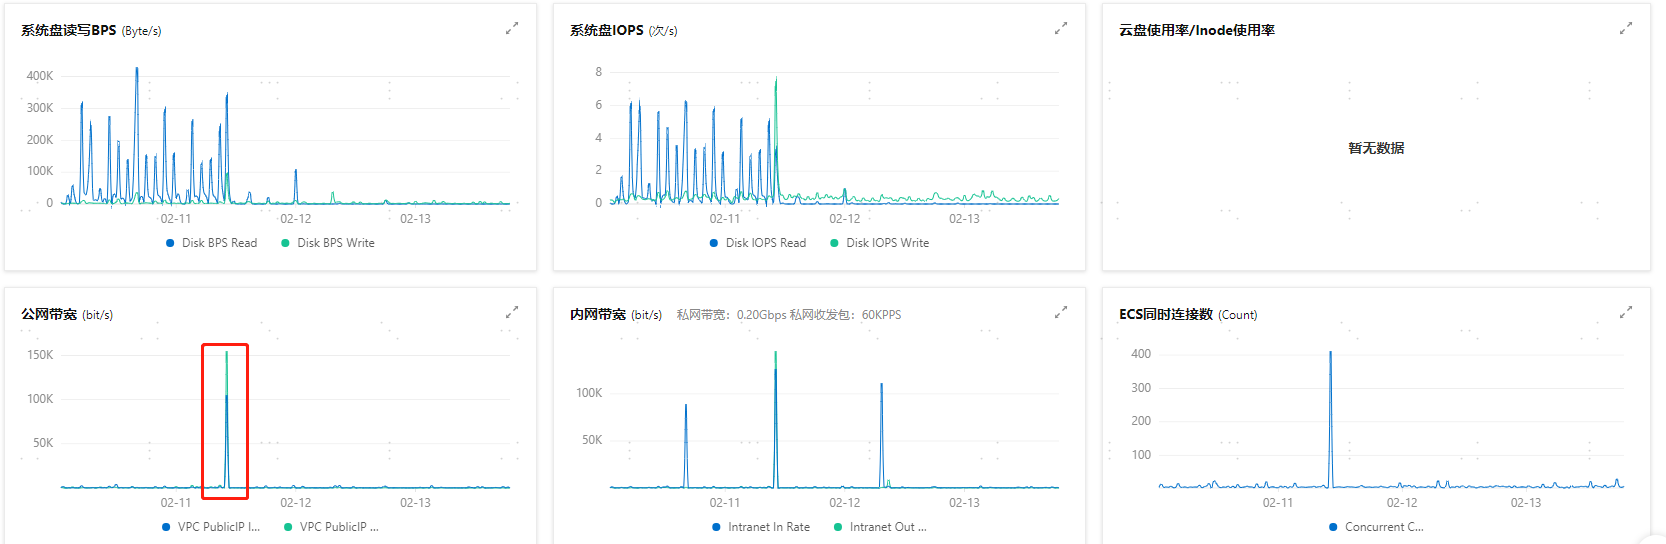 系统盘读写BPS (Byte/s)
400K
300K
200K
100K
0
02-11 02-12 02-13
Disk BPS Read Disk BPS Write
系统盘IOPS (次/s)
8
6
4
2
0
02-11 02-12 02-13
Disk IOPS Read Disk IOPS Write
云盘使用率/Inode使用率
暂无数据
公网带宽 (bit/s)
150K
100K
50K
02-11 02-12 02-13
VPC PublicIP I... VPC PublicIP ...
内网带宽 (bit/s) 私网带宽：0.20Gbps 私网收发包：60KPPS
100K
50K
02-11 02-12 02-13
Intranet In Rate Intranet Out ...
ECS同时连接数 (Count)
400
300
200
100
02-11 02-12 02-13
Concurrent C...